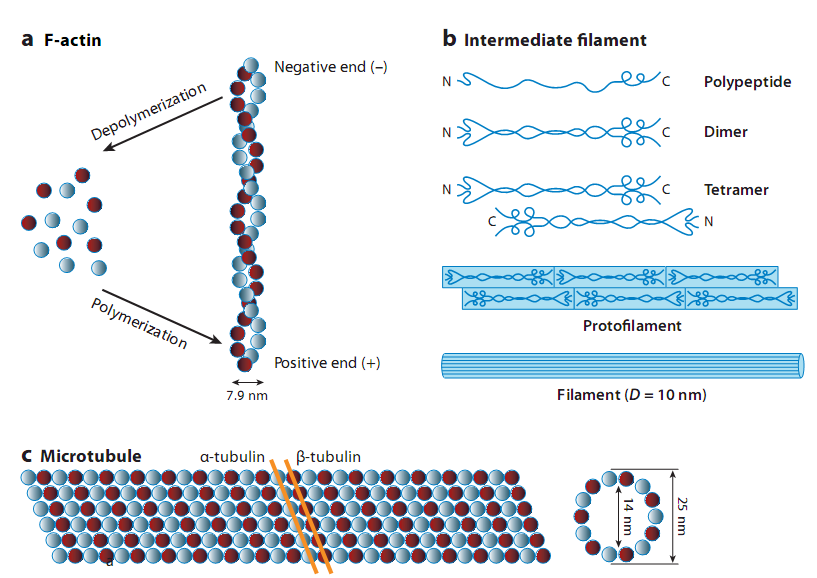 a F-actin
Negative end (–)
Depolymerization
Polymerization
Positive end (+)
7.9 nm
b Intermediate filament
N C Polypeptide
N C Dimer
N C Tetramer
C N
Protofilament
Filament (D = 10 nm)
c Microtubule
α-tubulin β-tubulin
14 nm
25 nm
a